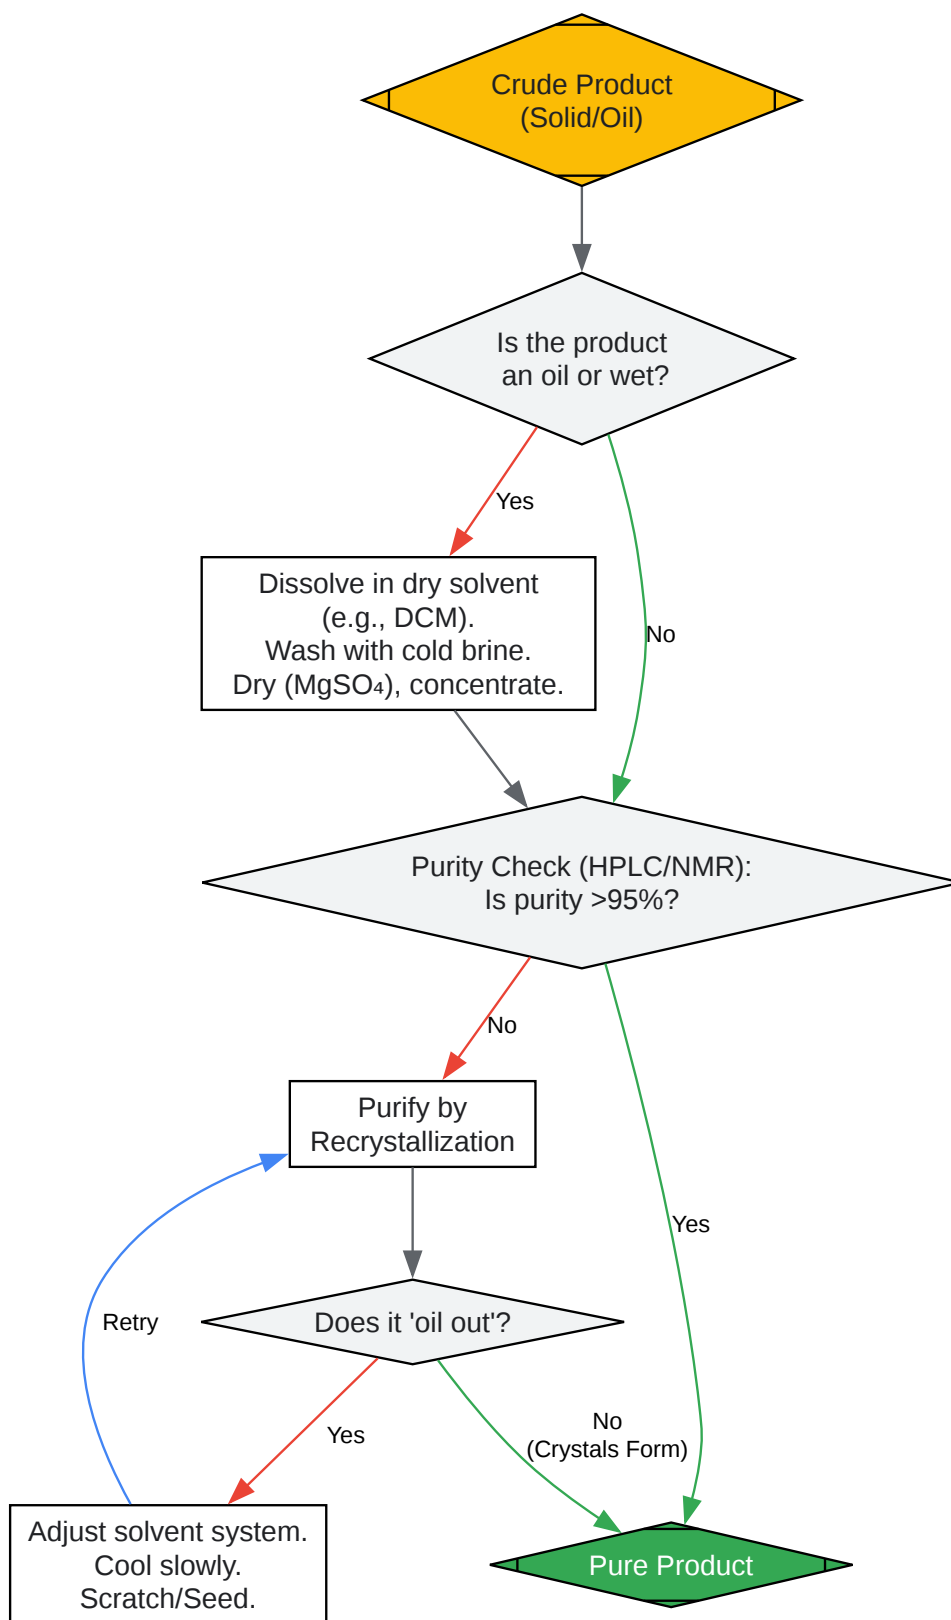 Crude Product
(Solid/Oil)
Is the product
an oil or wet?
Yes
No
Dissolve in dry solvent
(e.g., DCM).
Wash with cold brine.
Dry (MgSO₄), concentrate.
Purity Check (HPLC/NMR):
Is purity >95%?
No
Yes
Purify by
Recrystallization
Retry
Does it 'oil out'?
Yes
No
(Crystals Form)
Adjust solvent system.
Cool slowly.
Scratch/Seed.
Pure Product